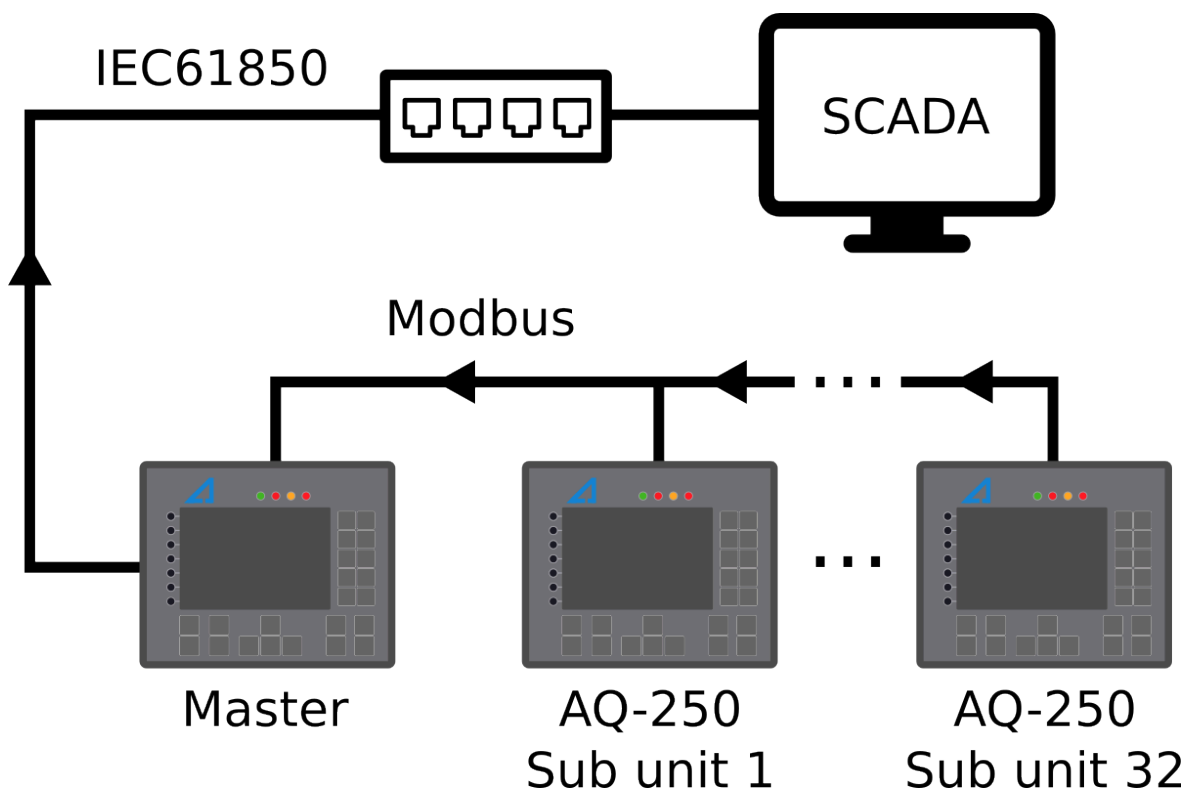 IEC61850
SCADA
Modbus
Master
AQ-250
Sub unit 1
AQ-250
Sub unit 32